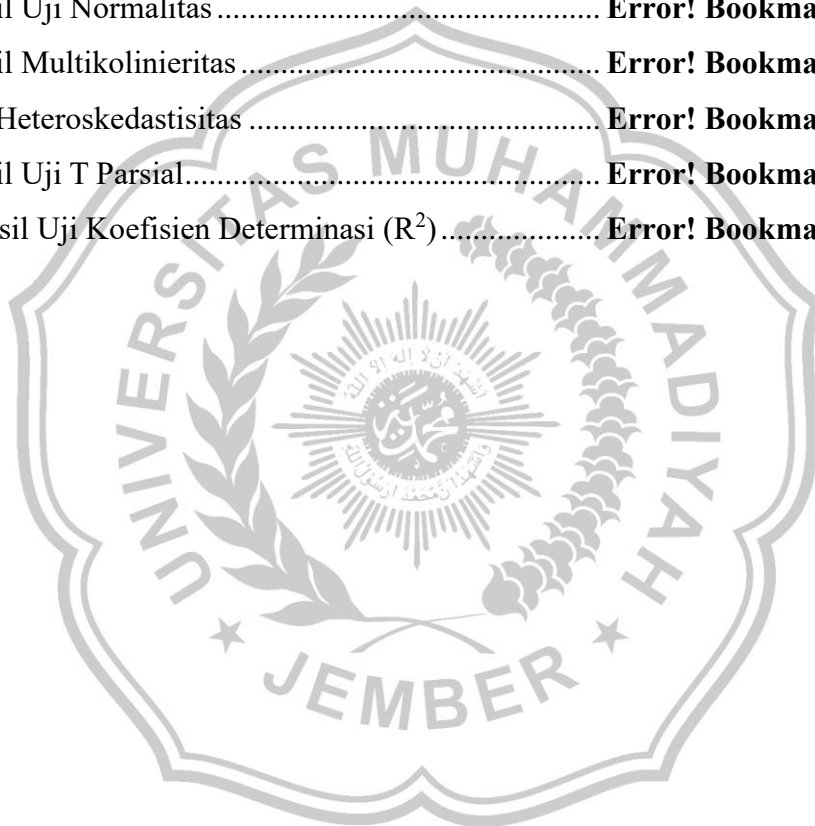 il Uji Normalitas ............................................. Error! Bookma
il Multikolinieritas .......................................... Error! Bookma
Heteroskedastisitas ......................................... Error! Bookma
il Uji T Parsial................................................. Error! Bookma
sil Uji Koefisien Determinasi (R²) ................... Error! Bookma
UNIVERSITAS MUHAMMADIYAH
JEMBER